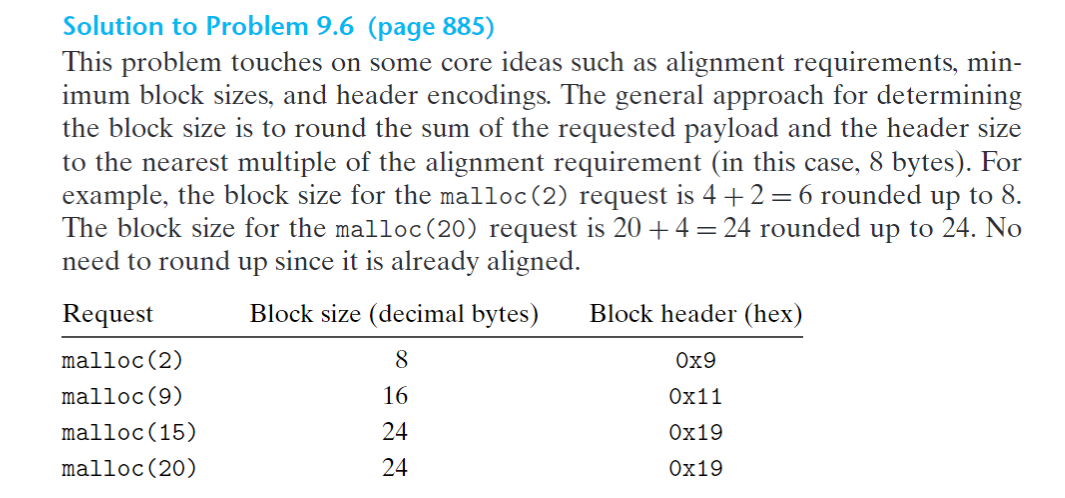 Solution to Problem 9.6 (page 885)
This problem touches on some core ideas such as alignment requirements, min-
imum block sizes, and header encodings. The general approach for determining
the block size is to round the sum of the requested payload and the header size
to the nearest multiple of the alignment requirement (in this case, 8 bytes). For
example, the block size for the malloc(2) request is 4 + 2 = 6 rounded up to 8.
The block size for the malloc(20) request is 20 + 4 = 24 rounded up to 24. No
need to round up since it is already aligned.
Request Block size (decimal bytes) Block header (hex)
malloc(2) 8 0x9
malloc(9) 16 0x11
malloc(15) 24 0x19
malloc(20) 24 0x19